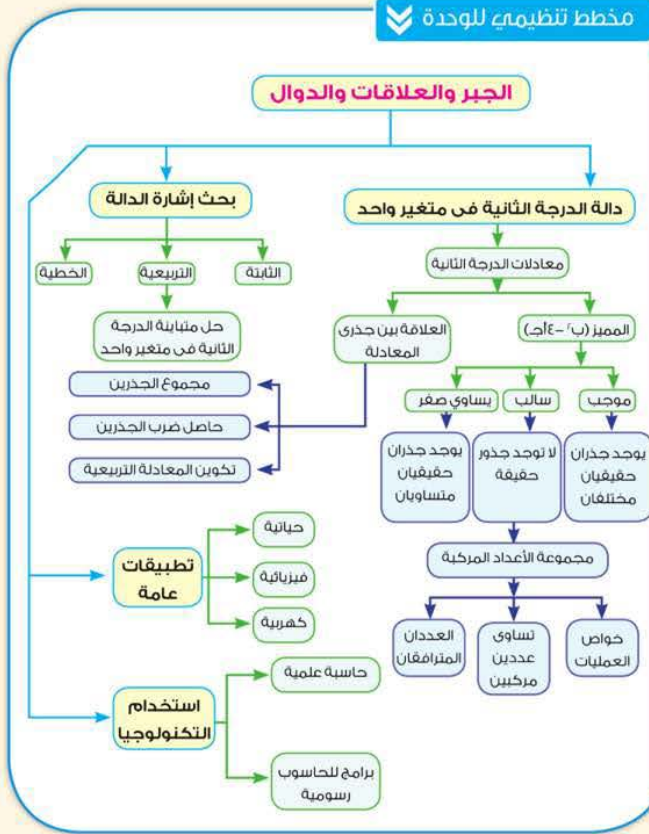 مخطط تنظيمي للوحدة
الجبر والعلاقات والدوال
دالة الدرجة الثانية فى متغير واحد
معادلات الدرجة الثانية
المميز (ب٢ -٤أجـ)
موجب
يوجد جذران
حقيقيان
مختلفان
سالب
لا توجد جذور
حقيقة
يساوي صفر
يوجد جذران
حقيقيان
متساويان
مجموعة الأعداد المركبة
خواص
العمليات
تساوى
عددين
مركبين
العددان
المترافقان
العلاقة بين جذرى
المعادلة
مجموع الجذرين
حاصل ضرب الجذرين
تكوين المعادلة التربيعية
بحث إشارة الدالة
الثابتة
التربيعية
الخطية
حل متباينة الدرجة
الثانية فى متغير واحد
تطبيقات
عامة
حياتية
فيزيائية
كهربية
استخدام
التكنولوجيا
حاسبة علمية
برامج للحاسوب
رسومية